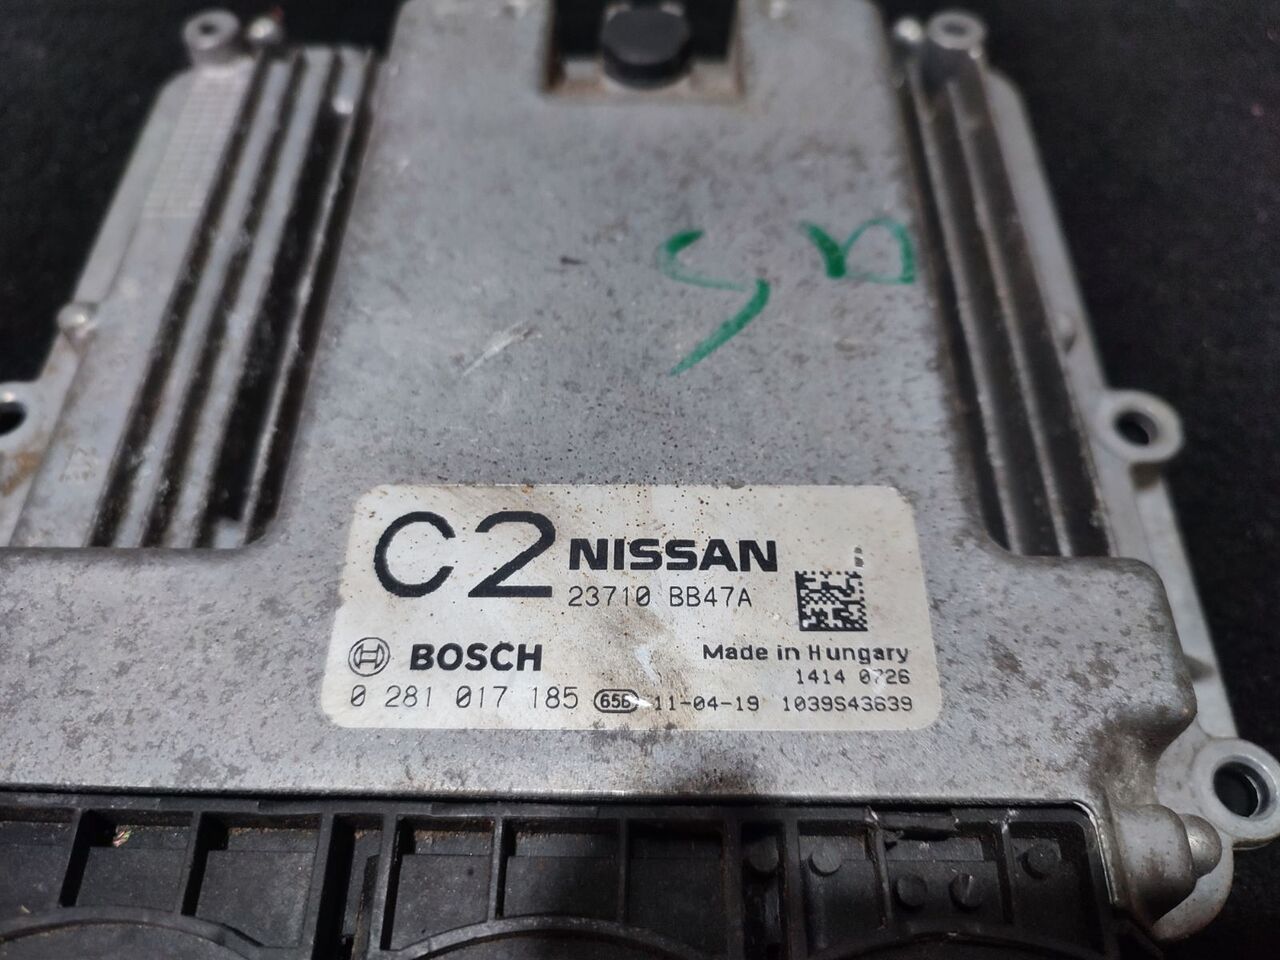 C2 NISSAN
23710 BB47A
BOSCH Made in Hungary
1414 0726
0 281 017 185 656 11-04-19 1039S43639